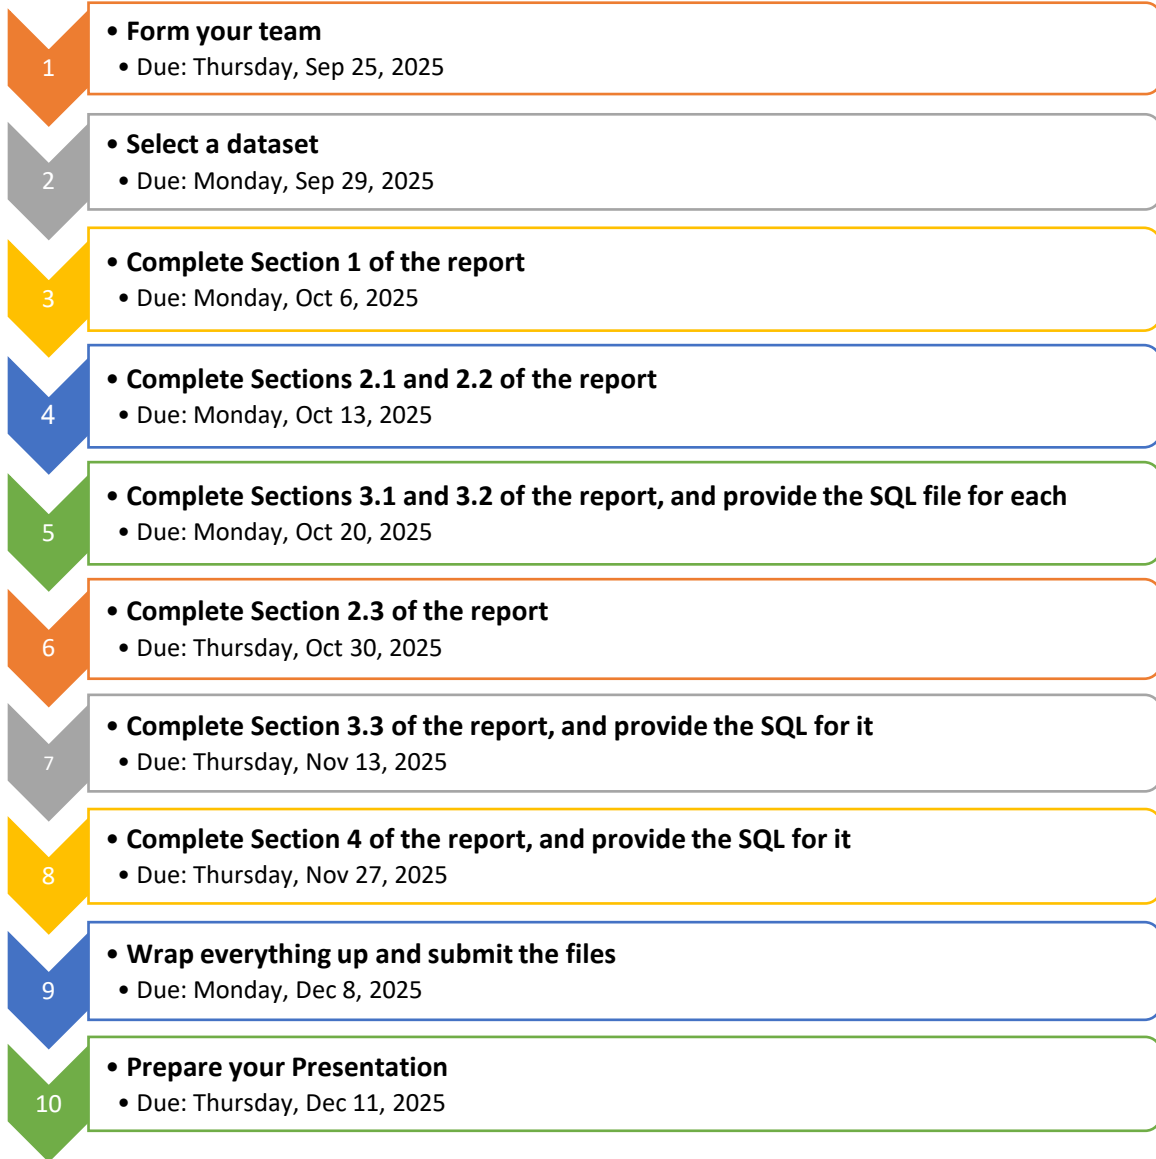 1
• Form your team
• Due: Thursday, Sep 25, 2025
2
• Select a dataset
• Due: Monday, Sep 29, 2025
3
• Complete Section 1 of the report
• Due: Monday, Oct 6, 2025
4
• Complete Sections 2.1 and 2.2 of the report
• Due: Monday, Oct 13, 2025
5
• Complete Sections 3.1 and 3.2 of the report, and provide the SQL file for each
• Due: Monday, Oct 20, 2025
6
• Complete Section 2.3 of the report
• Due: Thursday, Oct 30, 2025
7
• Complete Section 3.3 of the report, and provide the SQL for it
• Due: Thursday, Nov 13, 2025
8
• Complete Section 4 of the report, and provide the SQL for it
• Due: Thursday, Nov 27, 2025
9
• Wrap everything up and submit the files
• Due: Monday, Dec 8, 2025
10
• Prepare your Presentation
• Due: Thursday, Dec 11, 2025